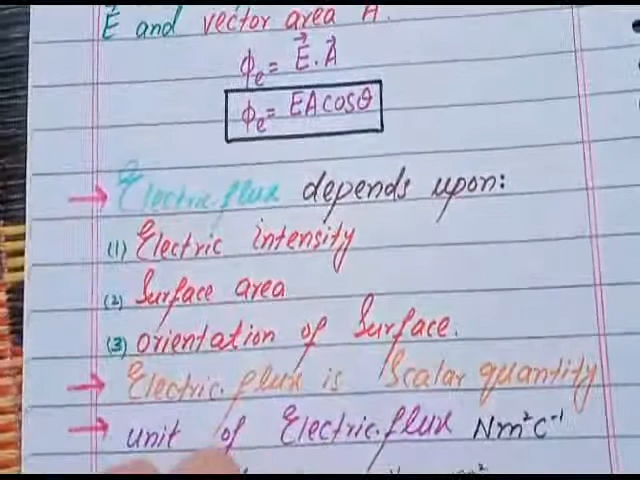 E⃗ and vector area A.
ϕe = E⃗ . A⃗
ϕe = EA cosθ
→ Electric flux depends upon:
(1) Electric intensity
(2) Surface area
(3) orientation of Surface.
→ Electric flux is Scalar quantity
→ unit of Electric flux Nm²C⁻¹